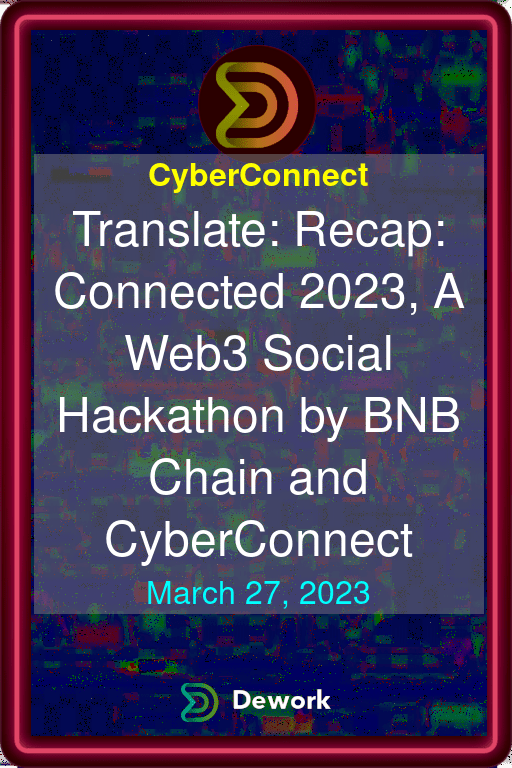 CyberConnect
Translate: Recap:
Connected 2023, A
Web3 Social
Hackathon by BNB
Chain and
CyberConnect
March 27, 2023
Dework